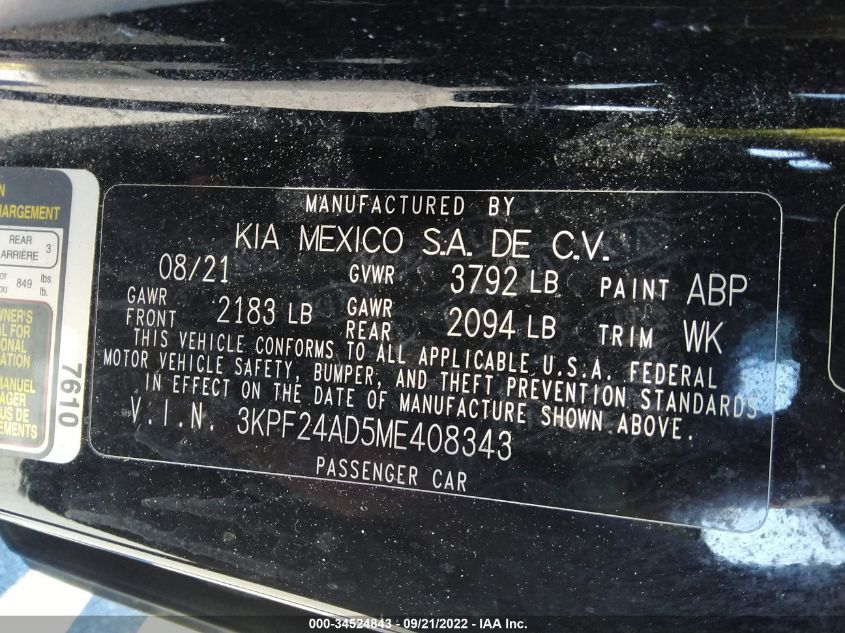 MANUFACTURED BY
KIA MEXICO S.A. DE C.V.
08/21 GVWR 3792 LB PAINT ABP
GAWR FRONT 2183 LB GAWR REAR 2094 LB TRIM WK
THIS VEHICLE CONFORMS TO ALL APPLICABLE U.S.A. FEDERAL
MOTOR VEHICLE SAFETY, BUMPER, AND THEFT PREVENTION STANDARDS
IN EFFECT ON THE DATE OF MANUFACTURE SHOWN ABOVE.
V.I.N. 3KPF24AD5ME408343
PASSENGER CAR
REAR 3
ARRIÈRE
849 lbs.
lb.
MANUEL
7610
000-34524843 - 09/21/2022 - IAA Inc.